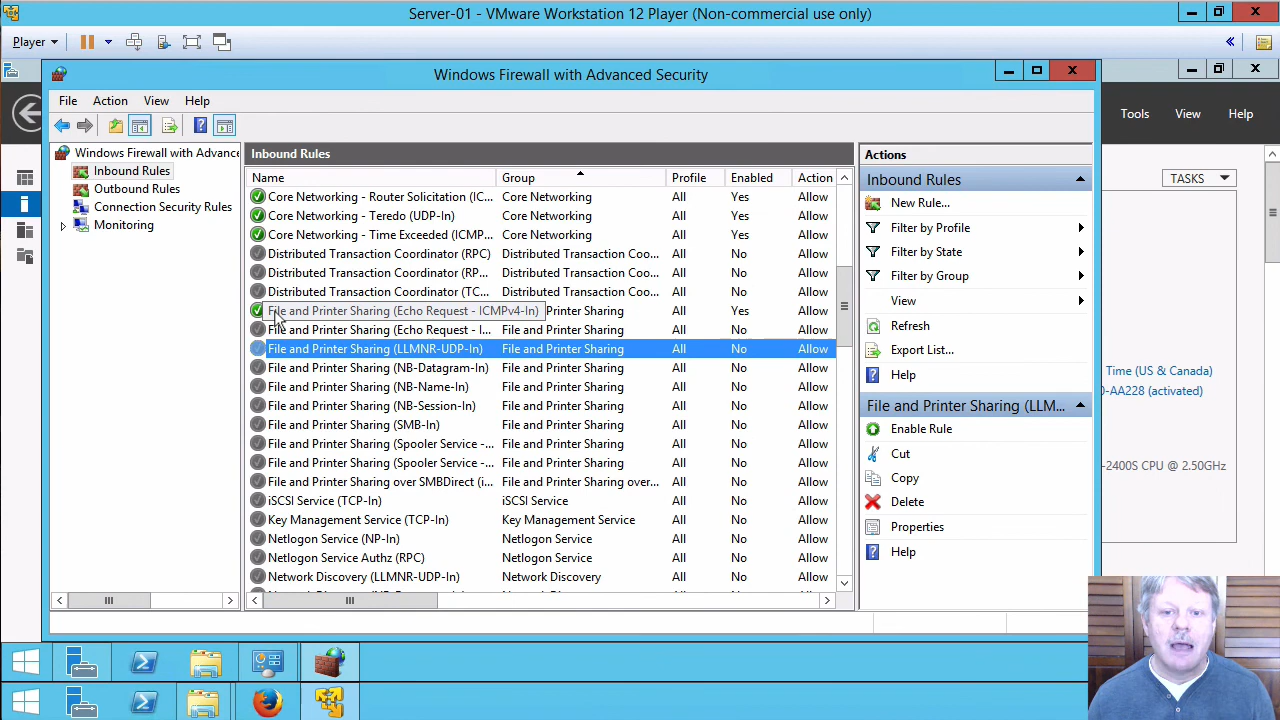 Server-01 - VMware Workstation 12 Player (Non-commercial use only)
Player
Windows Firewall with Advanced Security
File Action View Help
Tools View Help
Windows Firewall with Advance
Inbound Rules
Outbound Rules
Connection Security Rules
Monitoring
Inbound Rules
Name Group Profile Enabled Action
Core Networking - Router Solicitation (IC... Core Networking All Yes Allow
Core Networking - Teredo (UDP-In) Core Networking All Yes Allow
Core Networking - Time Exceeded (ICMP... Core Networking All Yes Allow
Distributed Transaction Coordinator (RPC) Distributed Transaction Coo... All No Allow
Distributed Transaction Coordinator (RP... Distributed Transaction Coo... All No Allow
Distributed Transaction Coordinator (TC... Distributed Transaction Coo... All No Allow
File and Printer Sharing (Echo Request - ICMPv4-In) Printer Sharing All Yes Allow
File and Printer Sharing (Echo Request - I... File and Printer Sharing All No Allow
File and Printer Sharing (LLMNR-UDP-In) File and Printer Sharing All No Allow
File and Printer Sharing (NB-Datagram-In) File and Printer Sharing All No Allow
File and Printer Sharing (NB-Name-In) File and Printer Sharing All No Allow
File and Printer Sharing (NB-Session-In) File and Printer Sharing All No Allow
File and Printer Sharing (SMB-In) File and Printer Sharing All No Allow
File and Printer Sharing (Spooler Service -... File and Printer Sharing All No Allow
File and Printer Sharing (Spooler Service -... File and Printer Sharing All No Allow
File and Printer Sharing over SMBDirect (i... File and Printer Sharing over... All No Allow
iSCSI Service (TCP-In) iSCSI Service All No Allow
Key Management Service (TCP-In) Key Management Service All No Allow
Netlogon Service (NP-In) Netlogon Service All No Allow
Netlogon Service Authz (RPC) Netlogon Service All No Allow
Network Discovery (LLMNR-UDP-In) Network Discovery All No Allow
Actions
Inbound Rules
New Rule...
Filter by Profile
Filter by State
Filter by Group
View
Refresh
Export List...
Help
File and Printer Sharing (LLM...
Enable Rule
Cut
Copy
Delete
Properties
Help
TASKS
Time (US & Canada)
0-AA228 (activated)
-2400S CPU @ 2.50GHz